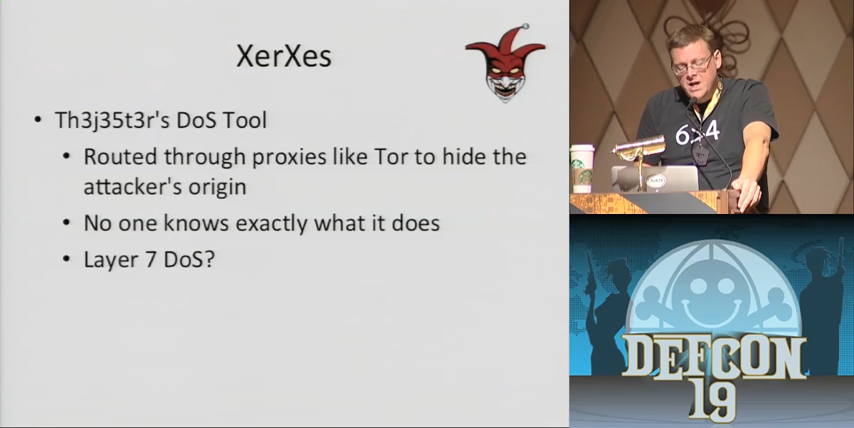 XerXes
• Th3j35t3r's DoS Tool
• Routed through proxies like Tor to hide the
attacker's origin
• No one knows exactly what it does
• Layer 7 DoS?
DEFCON
19